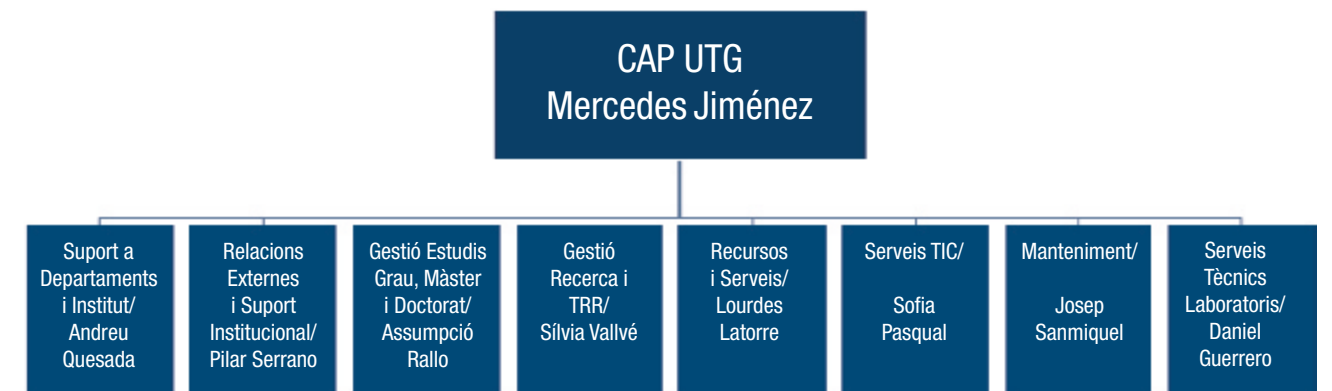 CAP UTG
Mercedes Jiménez
Suport a
Departaments
i Institut/
Andreu
Quesada
Relacions
Externes
i Suport
Institucional/
Pilar Serrano
Gestió Estudis
Grau, Màster
i Doctorat/
Assumpció
Rallo
Gestió
Recerca i
TRR/
Sílvia Vallvé
Recursos
i Serveis/
Lourdes
Latorre
Serveis TIC/
Sofia
Pasqual
Manteniment/
Josep
Sanmiquel
Serveis
Tècnics
Laboratoris/
Daniel
Guerrero